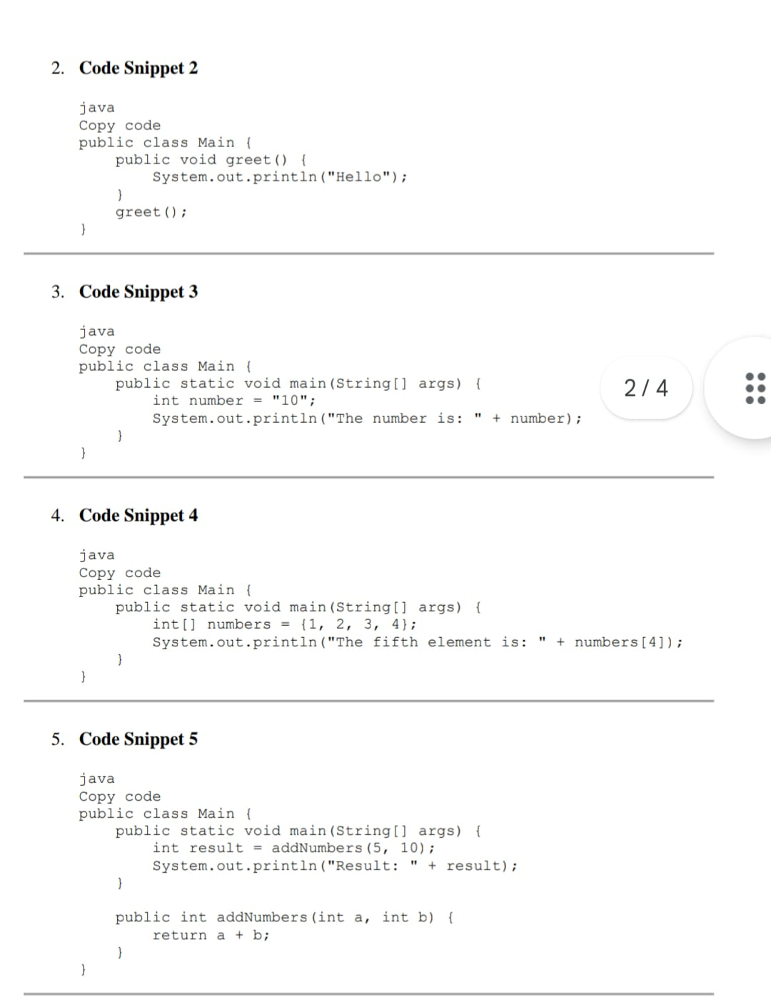 2. Code Snippet 2
java
Copy code
public class Main {
    public void greet() {
        System.out.println("Hello");
    }
    greet();
}
3. Code Snippet 3
java
Copy code
public class Main {
    public static void main(String[] args) {
        int number = "10";
        System.out.println("The number is: " + number);
    }
}
2 / 4
4. Code Snippet 4
java
Copy code
public class Main {
    public static void main(String[] args) {
        int[] numbers = {1, 2, 3, 4};
        System.out.println("The fifth element is: " + numbers[4]);
    }
}
5. Code Snippet 5
java
Copy code
public class Main {
    public static void main(String[] args) {
        int result = addNumbers(5, 10);
        System.out.println("Result: " + result);
    }

    public int addNumbers(int a, int b) {
        return a + b;
    }
}